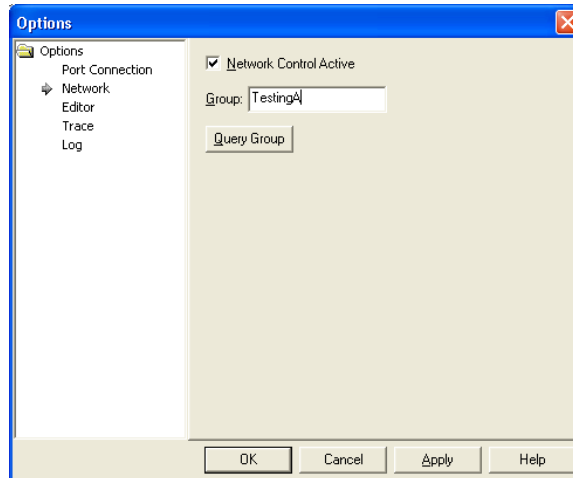 Options
Options
Port Connection
Network
Editor
Trace
Log
Network Control Active
Group: TestingA
Query Group
OK Cancel Apply Help